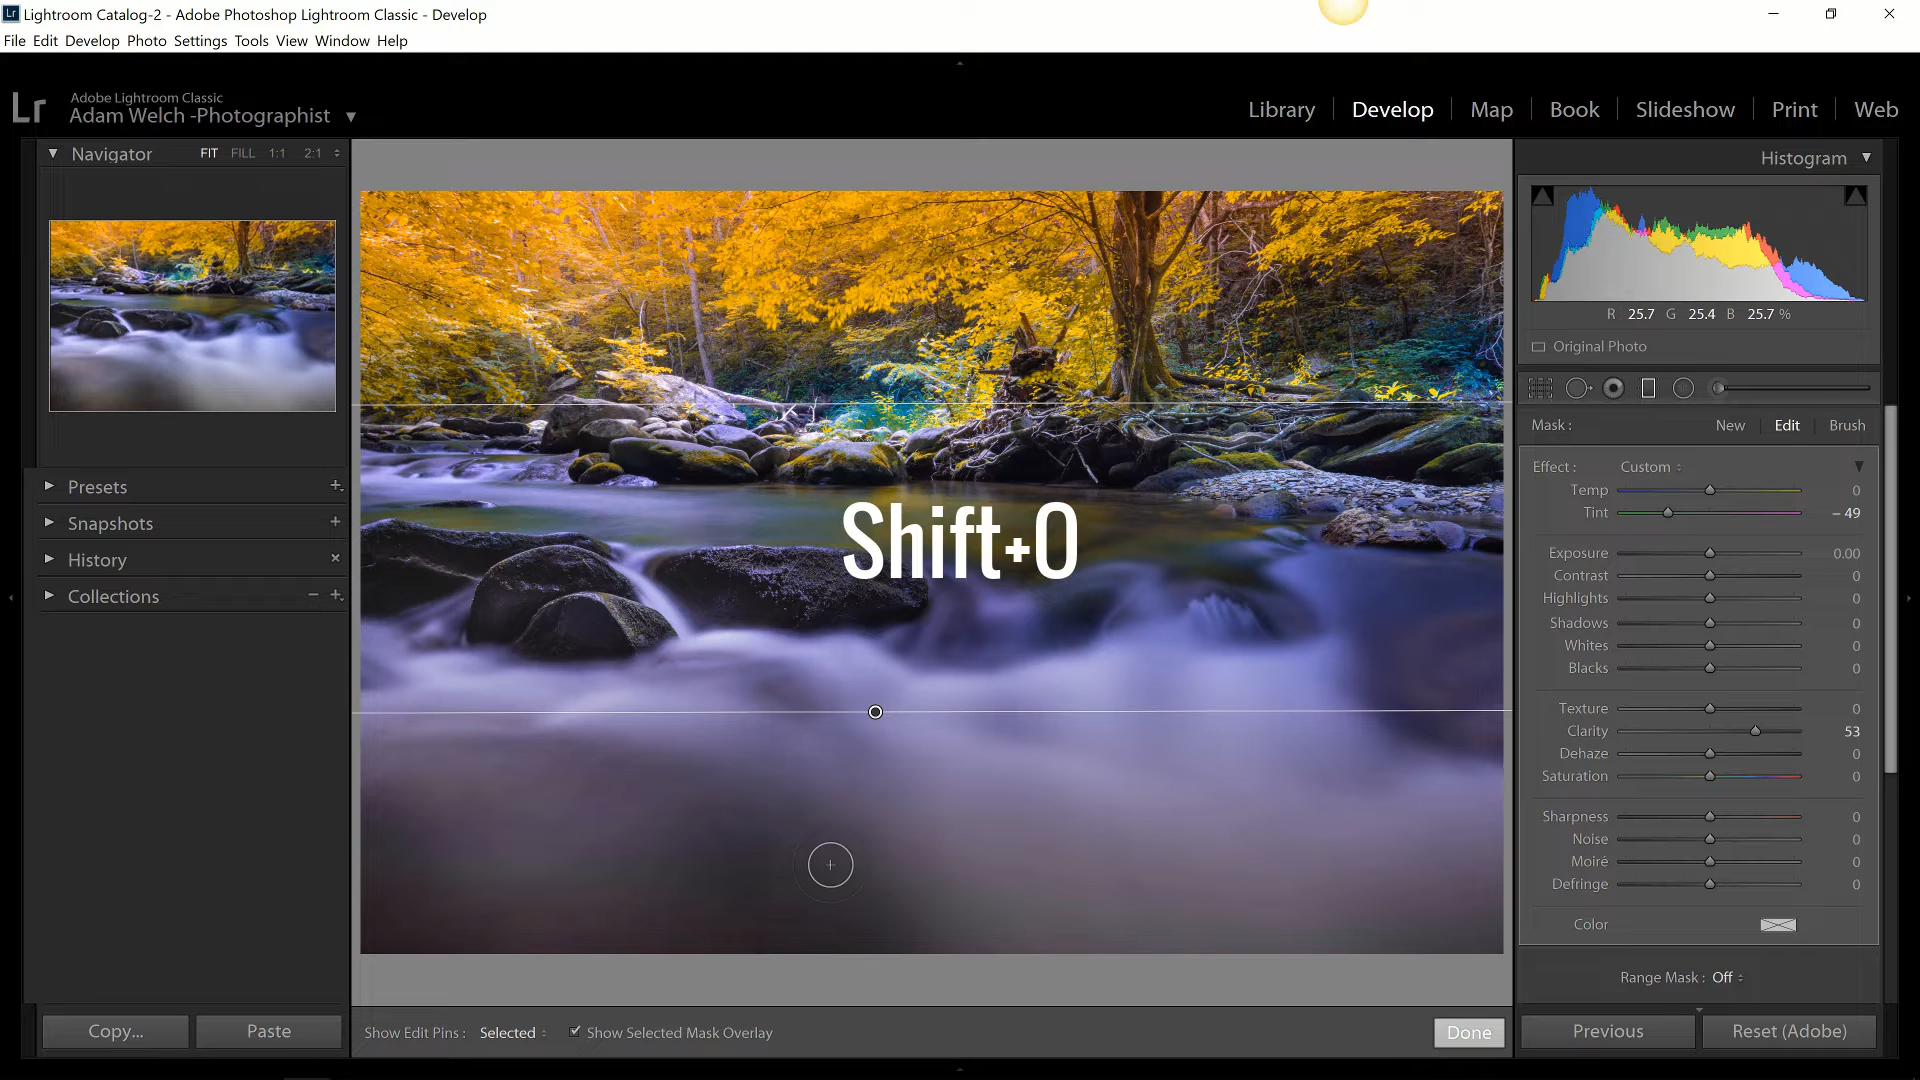 Lr Lightroom Catalog-2 - Adobe Photoshop Lightroom Classic - Develop
File Edit Develop Photo Settings Tools View Window Help
Lr
Adobe Lightroom Classic
Adam Welch -Photographist
Library Develop Map Book Slideshow Print Web
Navigator FIT FILL 1:1 2:1
Presets
Snapshots
History
Collections
Copy... Paste
Shift+O
Show Edit Pins : Selected Show Selected Mask Overlay Done
Histogram
R 25.7 G 25.4 B 25.7 %
Original Photo
Mask : New Edit Brush
Effect : Custom
Temp 0
Tint – 49
Exposure 0.00
Contrast 0
Highlights 0
Shadows 0
Whites 0
Blacks 0
Texture 0
Clarity 53
Dehaze 0
Saturation 0
Sharpness 0
Noise 0
Moiré 0
Defringe 0
Color
Range Mask : Off
Previous Reset (Adobe)